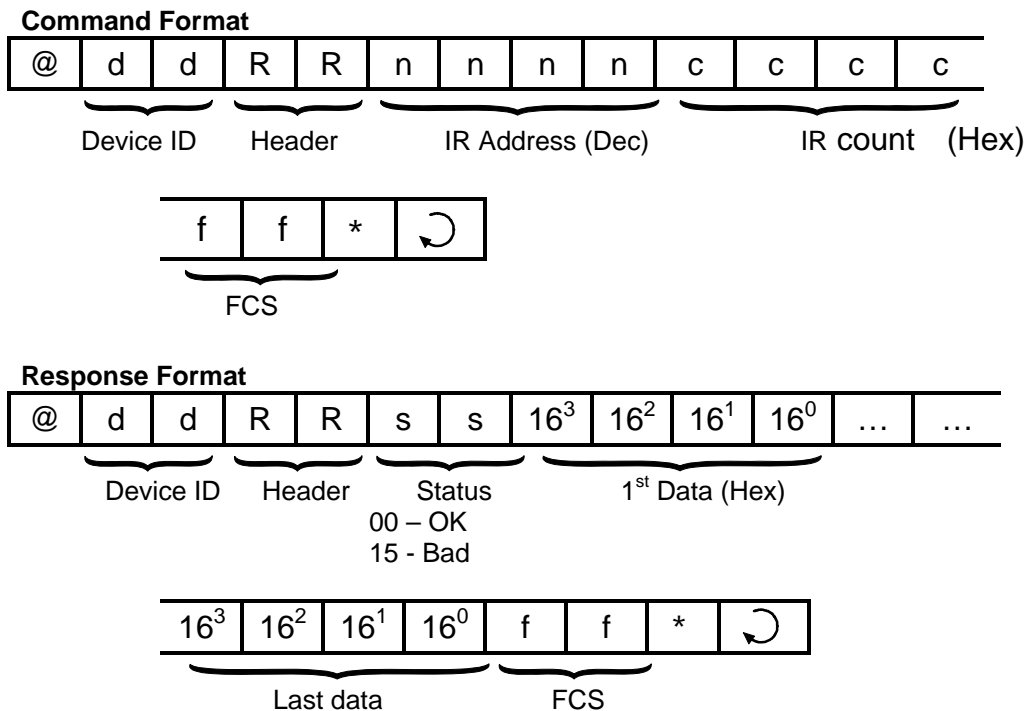 Command Format
@ d d R R n n n n c c c c
Device ID Header IR Address (Dec) IR count (Hex)
f f *
FCS
Response Format
@ d d R R s s 16³ 16² 16¹ 16⁰ … …
Device ID Header Status 1st Data (Hex)
00 – OK
15 - Bad
16³ 16² 16¹ 16⁰ f f *
Last data FCS